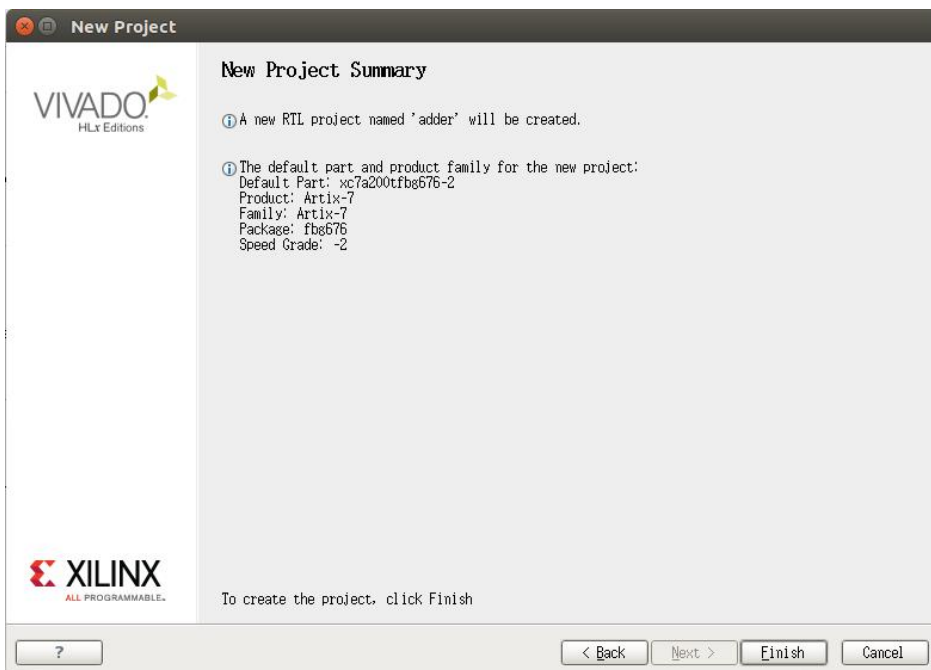 New Project
VIVADO.
HLx Editions
New Project Summary
A new RTL project named 'adder' will be created.
The default part and product family for the new project:
Default Part: xc7a200tfbg676-2
Product: Artix-7
Family: Artix-7
Package: fbg676
Speed Grade: -2
XILINX
ALL PROGRAMMABLE.
To create the project, click Finish
?
< Back
Next >
Finish
Cancel